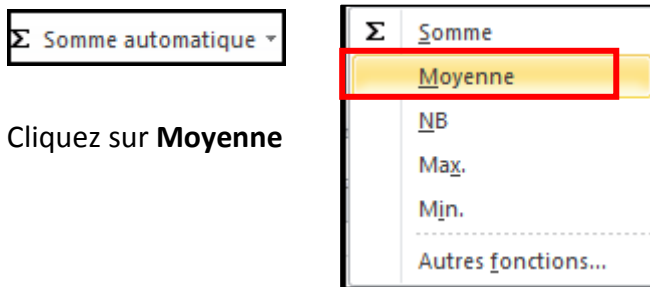 Σ Somme automatique
Cliquez sur Moyenne
Σ Somme
Moyenne
NB
Max.
Min.
Autres fonctions...